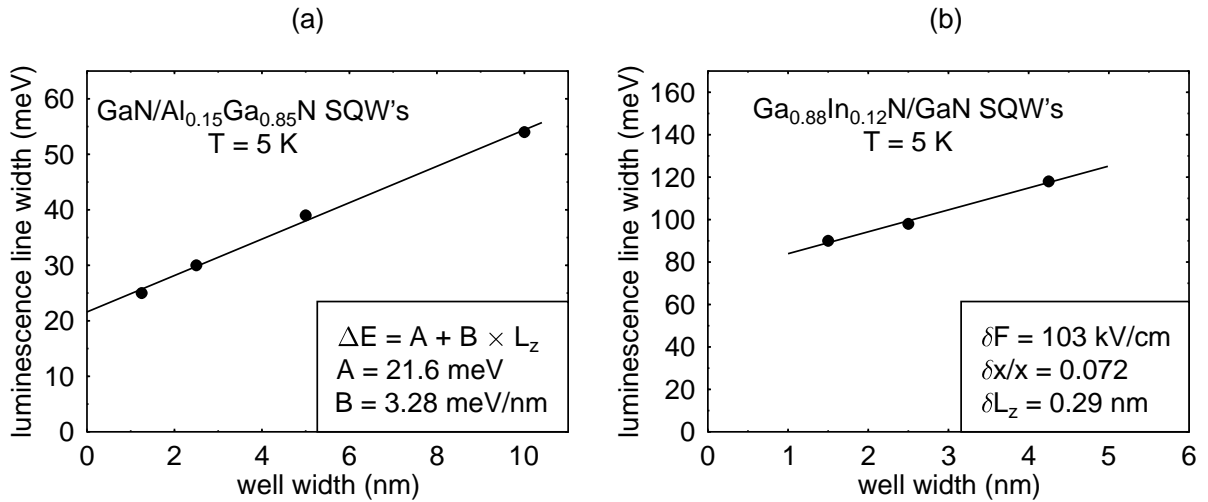 (a)
luminescence line width (meV)
60
50
40
30
20
10
0
GaN/Al0.15Ga0.85N SQW's
T = 5 K
ΔE = A + B × Lz
A = 21.6 meV
B = 3.28 meV/nm
0 2 4 6 8 10
well width (nm)
(b)
luminescence line width (meV)
160
140
120
100
80
60
40
20
0
Ga0.88In0.12N/GaN SQW's
T = 5 K
δF = 103 kV/cm
δx/x = 0.072
δLz = 0.29 nm
0 1 2 3 4 5 6
well width (nm)